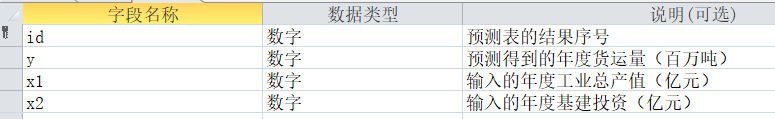 字段名称 数据类型 说明(可选)
id 数字 预测表的结果序号
y 数字 预测得到的年度货运量（百万吨）
x1 数字 输入的年度工业总产值（亿元）
x2 数字 输入的年度基建投资（亿元）